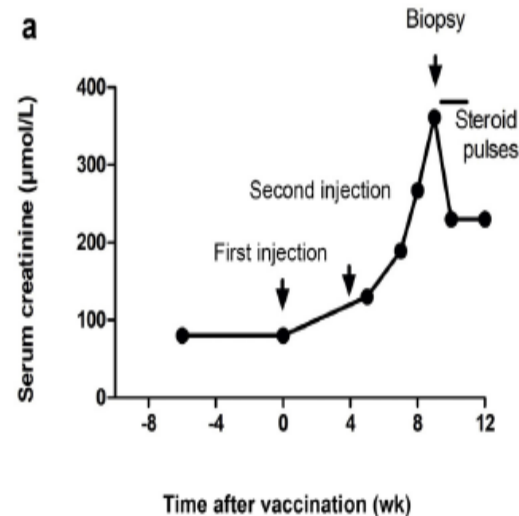 a
Biopsy
400
Steroid
pulses
300
Second injection
200
First injection
100
0
-8 -4 0 4 8 12
Serum creatinine (µmol/L)
Time after vaccination (wk)